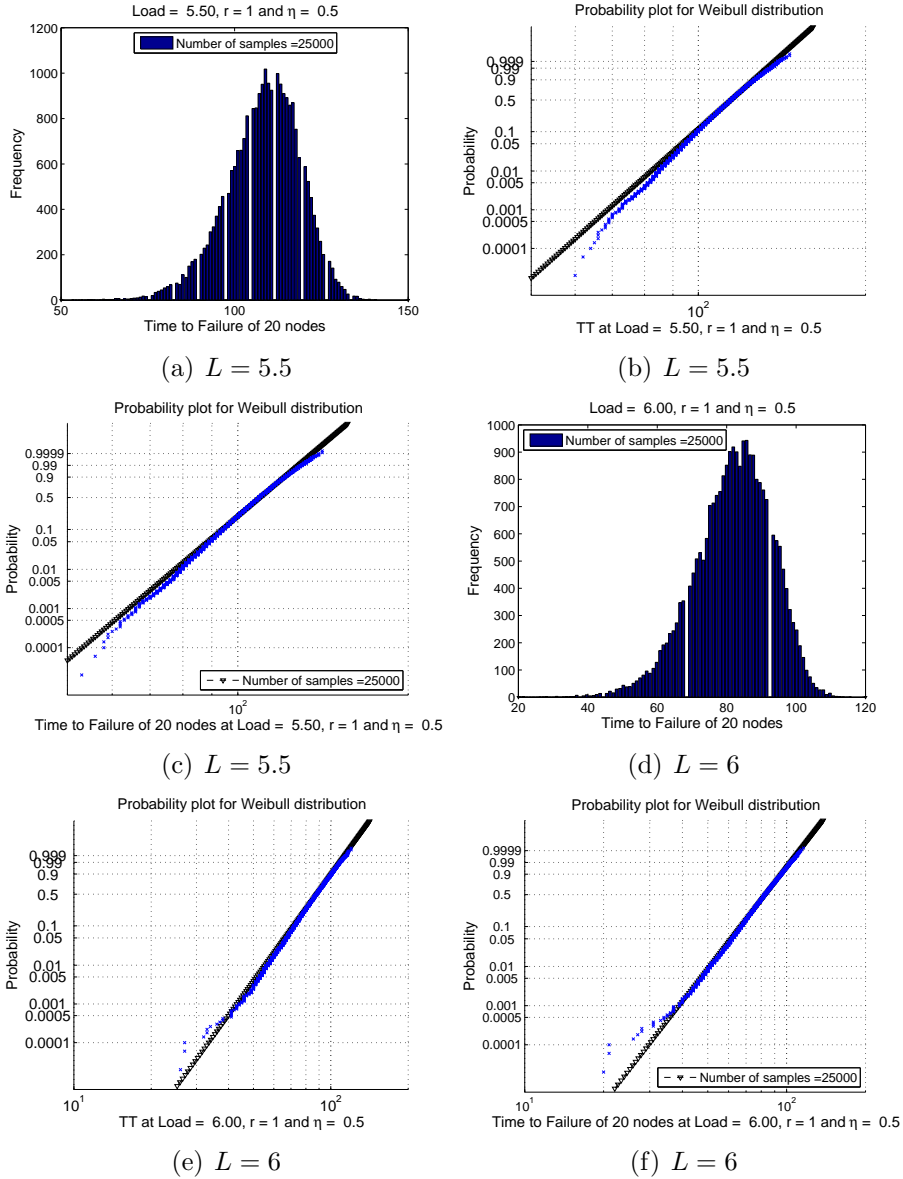 Load = 5.50, r = 1 and η = 0.5
Number of samples =25000
Frequency
1200
1000
800
600
400
200
0
50
100
150
Time to Failure of 20 nodes
(a) L = 5.5
Probability plot for Weibull distribution
Probability
0.999
0.99
0.9
0.5
0.1
0.05
0.01
0.005
0.001
0.0005
0.0001
10^2
TT at Load = 5.50, r = 1 and η = 0.5
(b) L = 5.5
Probability plot for Weibull distribution
Probability
0.9999
0.99
0.9
0.5
0.1
0.05
0.01
0.005
0.001
0.0005
0.0001
Number of samples =25000
10^2
Time to Failure of 20 nodes at Load = 5.50, r = 1 and η = 0.5
(c) L = 5.5
Load = 6.00, r = 1 and η = 0.5
Number of samples =25000
Frequency
1000
900
800
700
600
500
400
300
200
100
0
20
40
60
80
100
120
Time to Failure of 20 nodes
(d) L = 6
Probability plot for Weibull distribution
Probability
0.999
0.99
0.9
0.5
0.1
0.05
0.01
0.005
0.001
0.0005
0.0001
10^1
10^2
TT at Load = 6.00, r = 1 and η = 0.5
(e) L = 6
Probability plot for Weibull distribution
Probability
0.9999
0.99
0.9
0.5
0.1
0.05
0.01
0.005
0.001
0.0005
0.0001
Number of samples =25000
10^1
10^2
Time to Failure of 20 nodes at Load = 6.00, r = 1 and η = 0.5
(f) L = 6